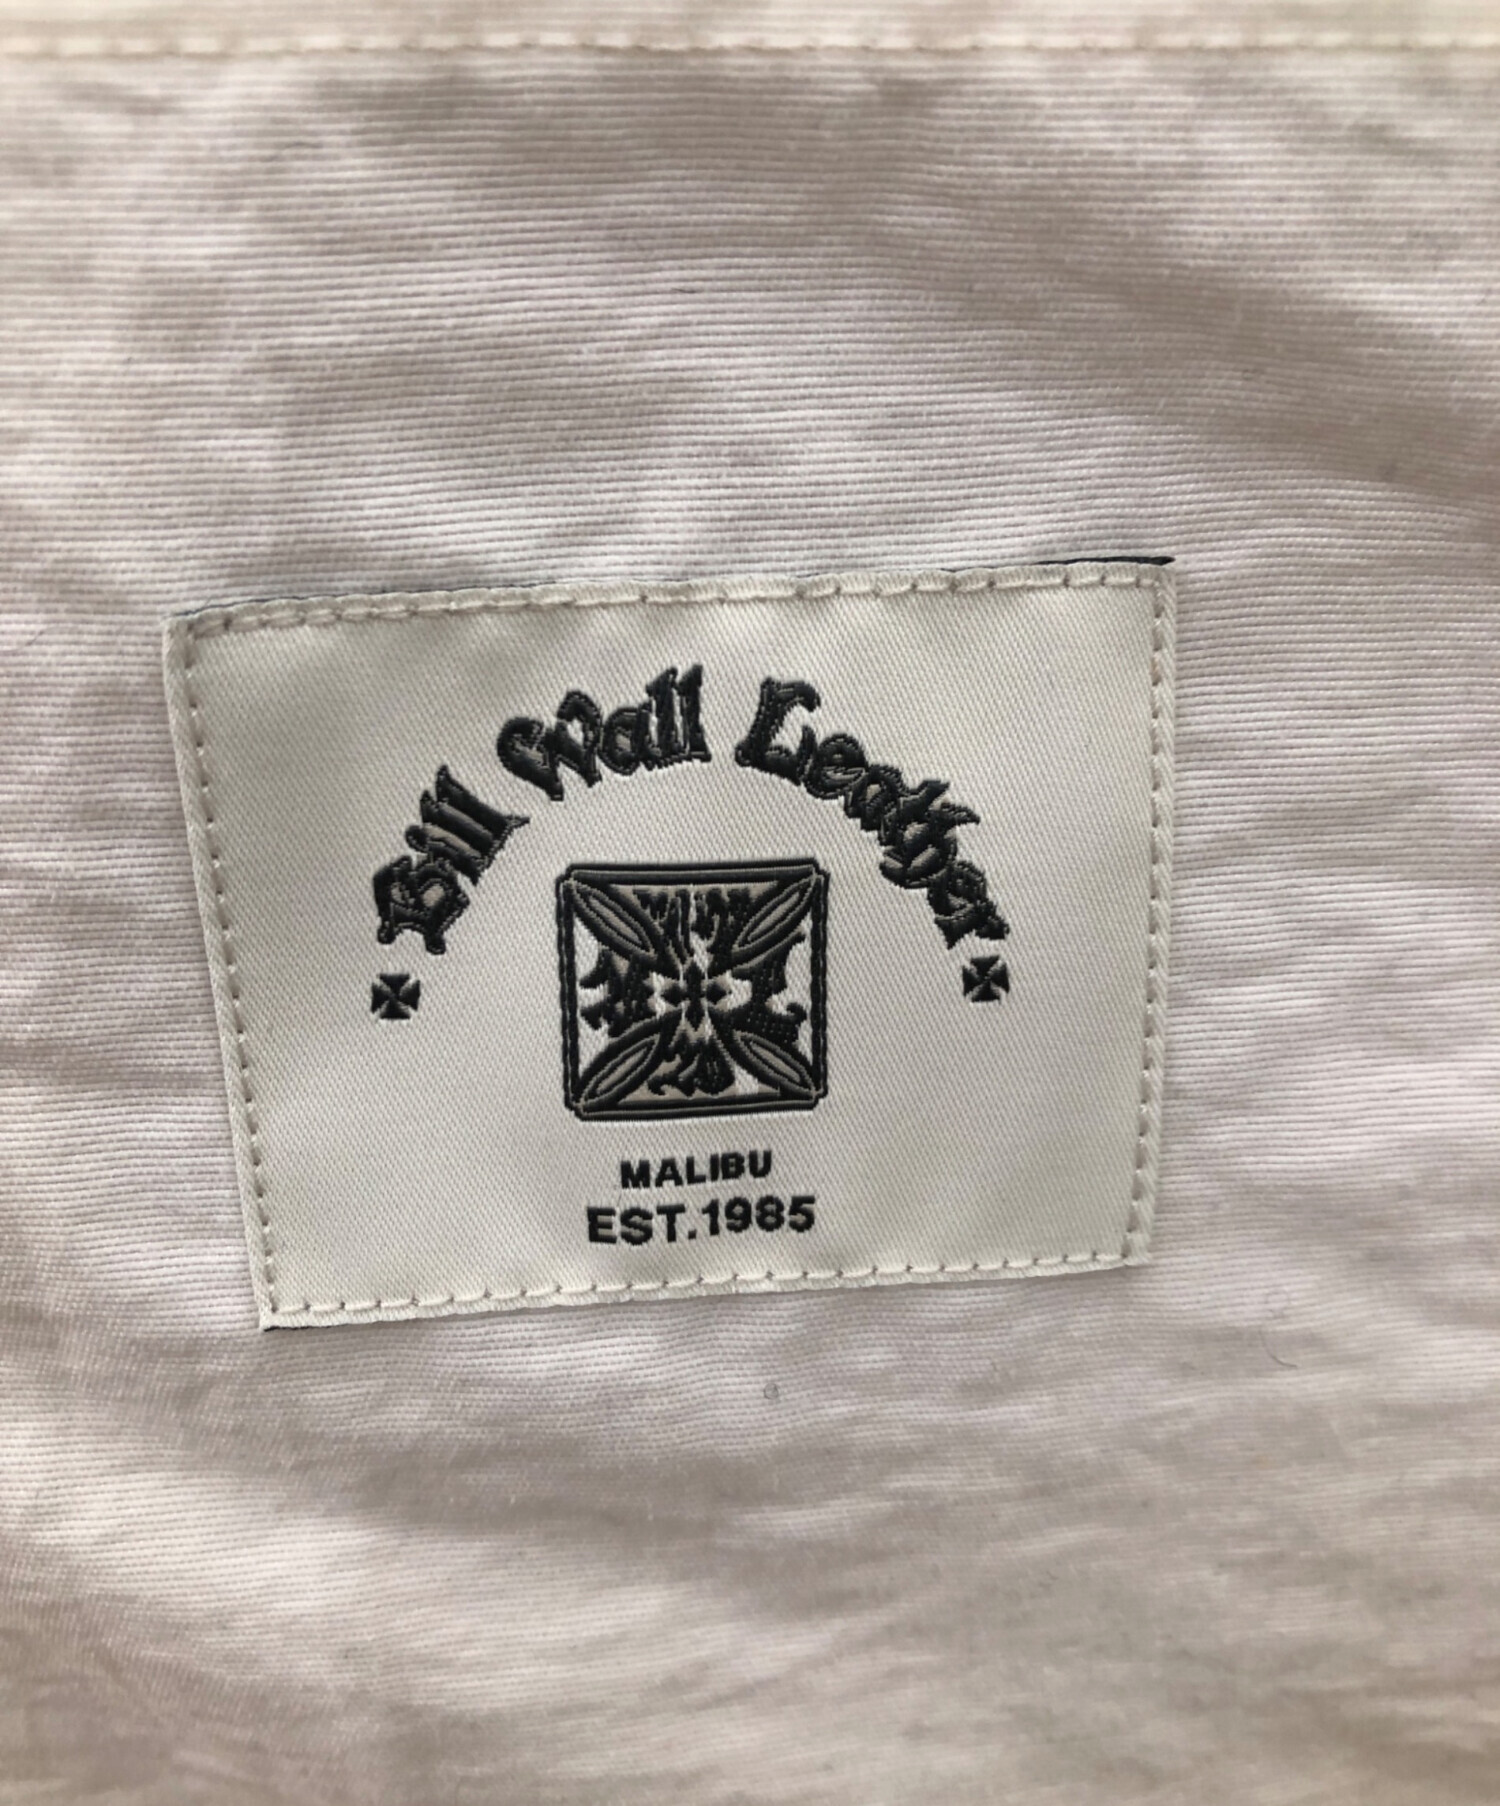 Bill Wall Leather
W L
MALIBU
EST.1985